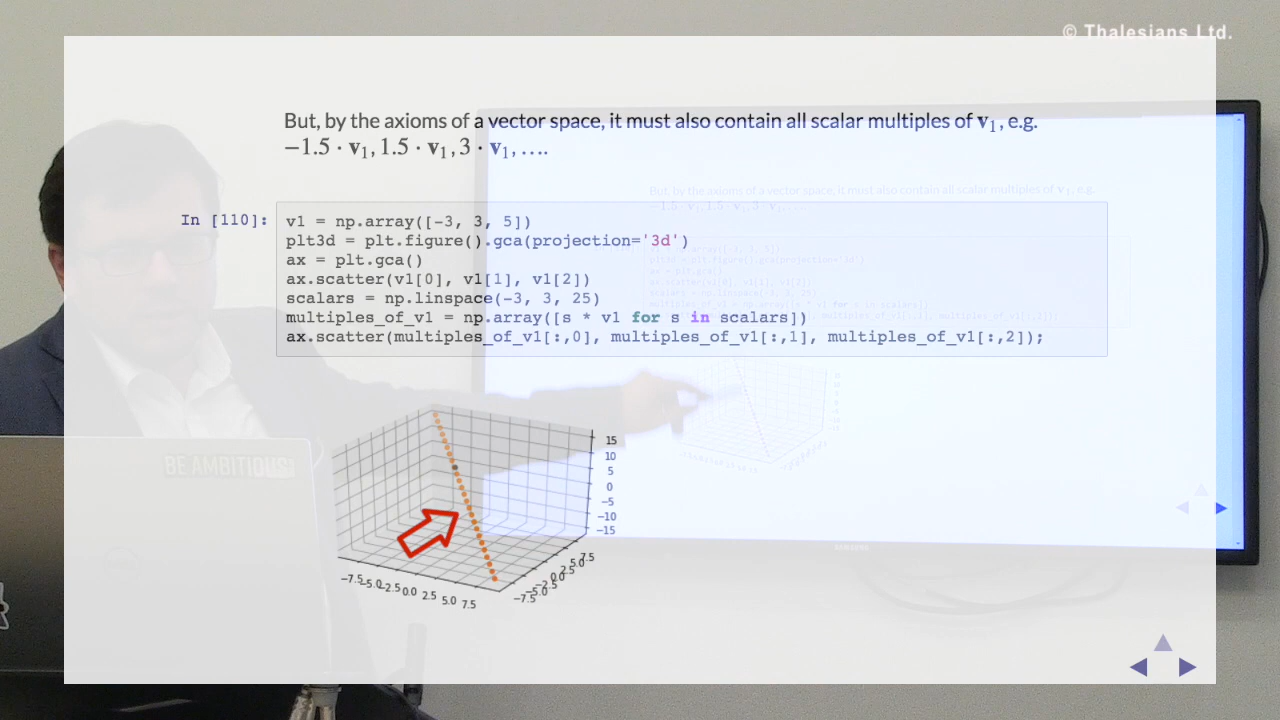 © Thalesians Ltd.
But, by the axioms of a vector space, it must also contain all scalar multiples of v₁, e.g.
−1.5 · v₁, 1.5 · v₁, 3 · v₁, ….
In [110]:
v1 = np.array([-3, 3, 5])
plt3d = plt.figure().gca(projection='3d')
ax = plt.gca()
ax.scatter(v1[0], v1[1], v1[2])
scalars = np.linspace(-3, 3, 25)
multiples_of_v1 = np.array([s * v1 for s in scalars])
ax.scatter(multiples_of_v1[:,0], multiples_of_v1[:,1], multiples_of_v1[:,2]);
BE AMBITIOUS!
15
10
5
0
−5
−10
−15
−7.5 −5.0 −2.5 0.0 2.5 5.0 7.5
−7.5 −5.0 −2.5 0.0 2.5 5.0 7.5